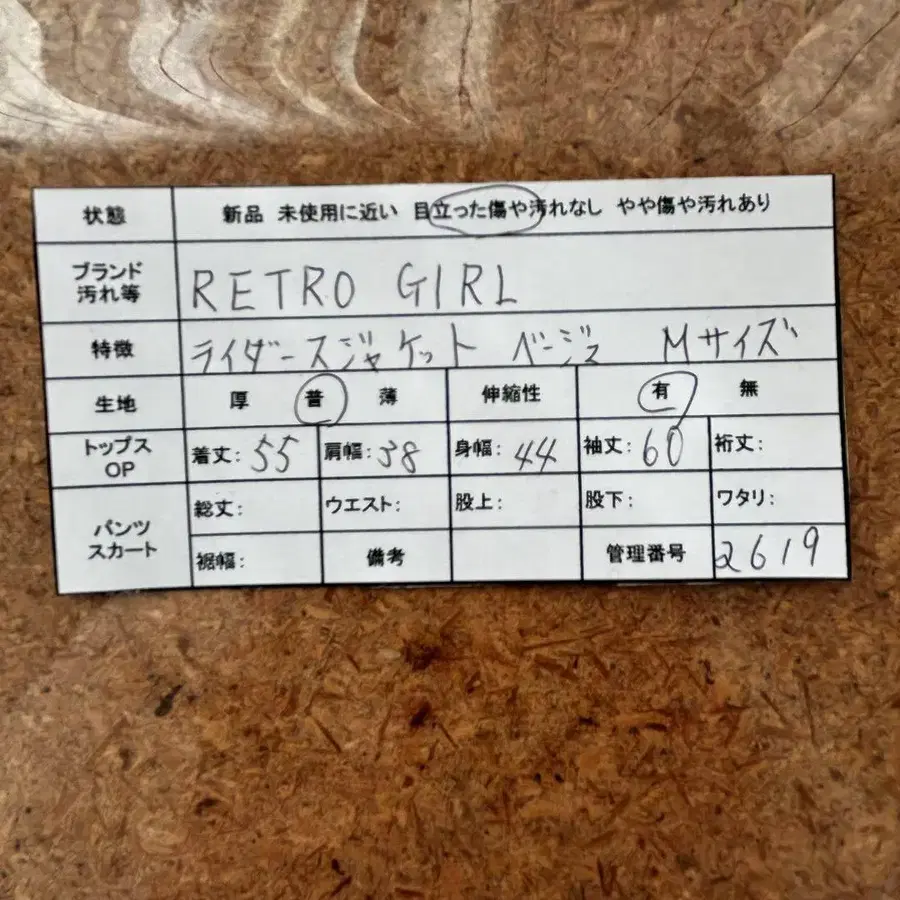 状態 新品 未使用に近い 目立った傷や汚れなし やや傷や汚れあり
ブランド
汚れ等
RETRO GIRL
特徴 ライダースジャケット ベージュ Mサイズ
生地 厚 普 薄 伸縮性 有 無
トップス
OP
着丈: 55 肩幅: 38 身幅: 44 袖丈: 60 裄丈:
パンツ
スカート
総丈: ウエスト: 股上: 股下: ワタリ:
裾幅: 備考 管理番号 2619